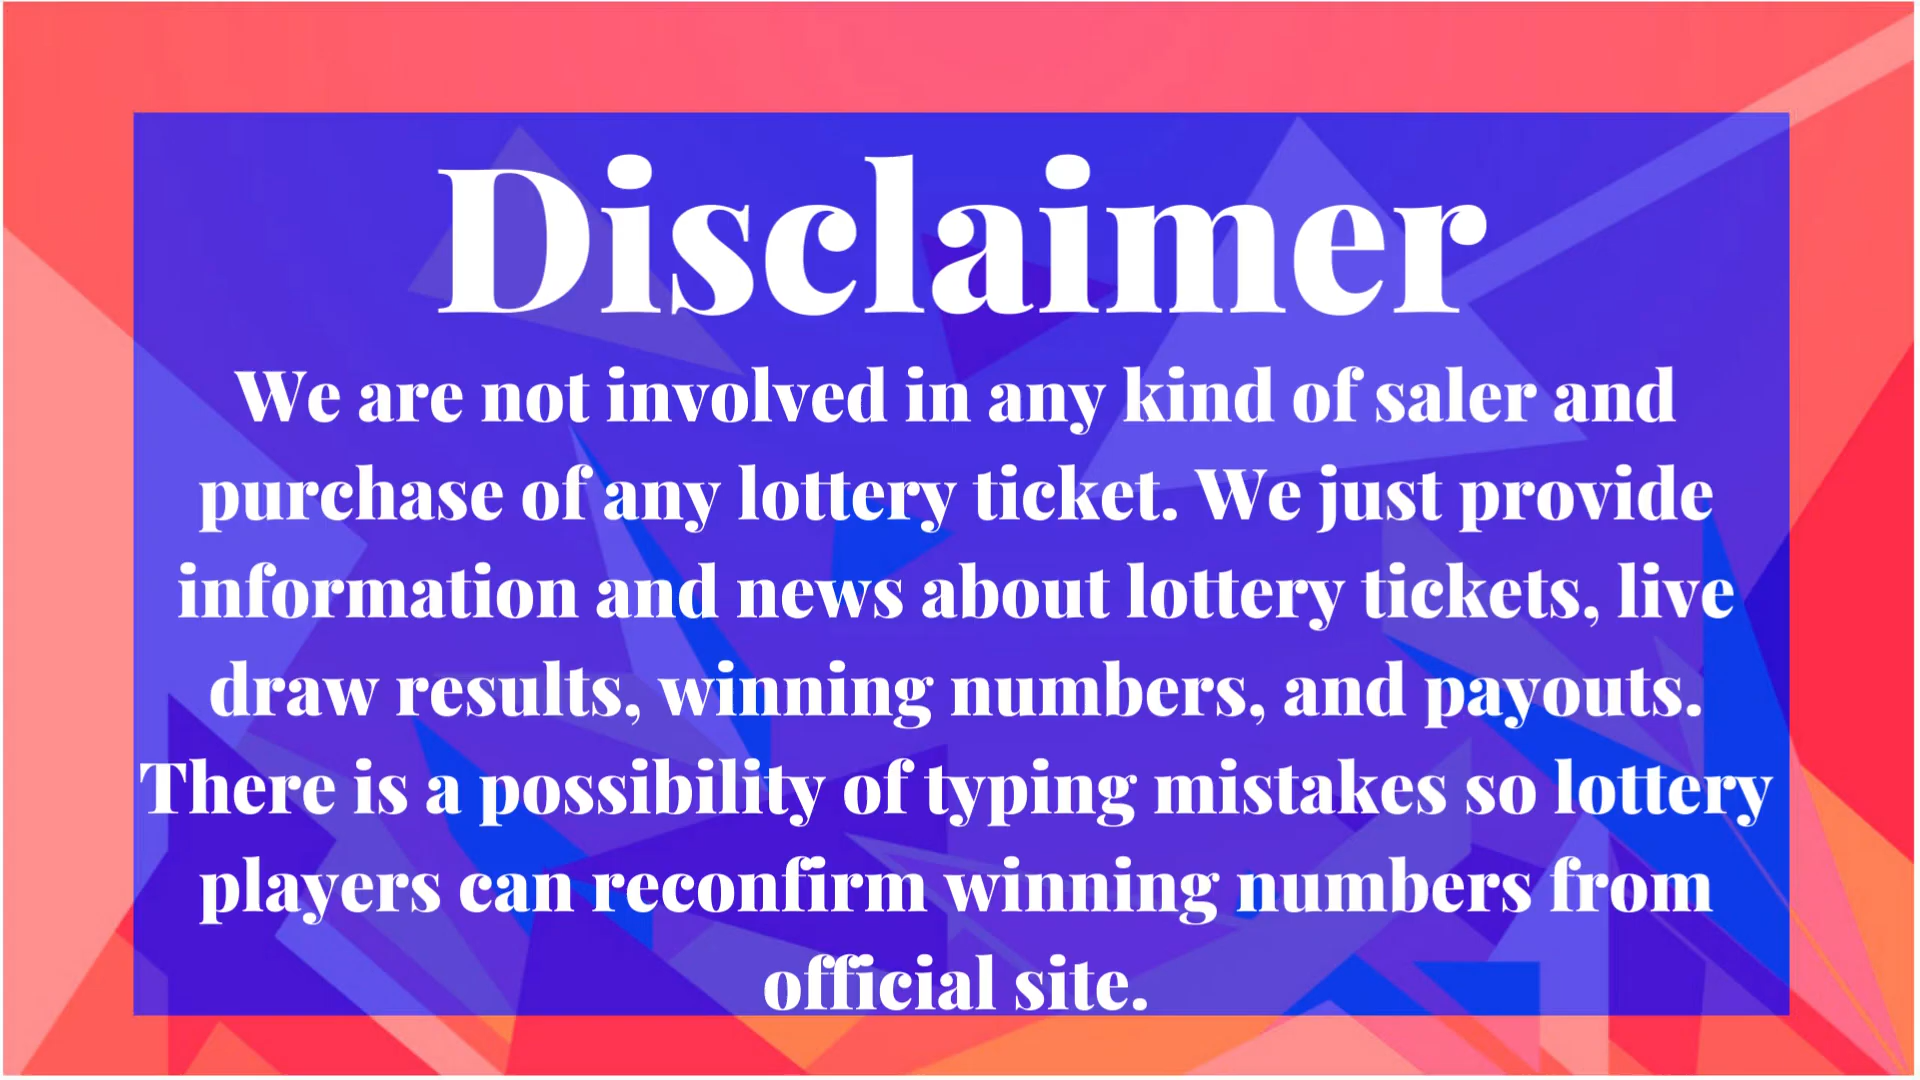 Disclaimer
We are not involved in any kind of saler and
purchase of any lottery ticket. We just provide
information and news about lottery tickets, live
draw results, winning numbers, and payouts.
There is a possibility of typing mistakes so lottery
players can reconfirm winning numbers from
official site.